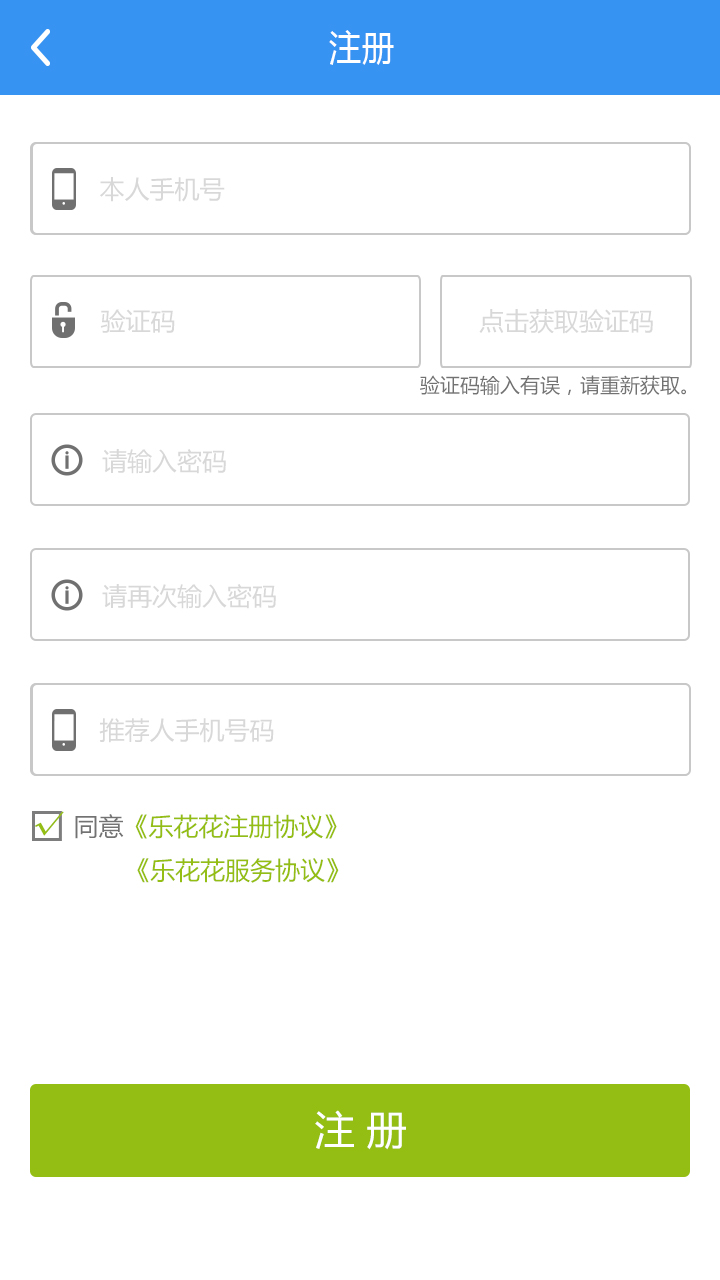 注册
本人手机号
验证码
点击获取验证码
验证码输入有误，请重新获取。
请输入密码
请再次输入密码
推荐人手机号码
同意《乐花花注册协议》
《乐花花服务协议》
注 册